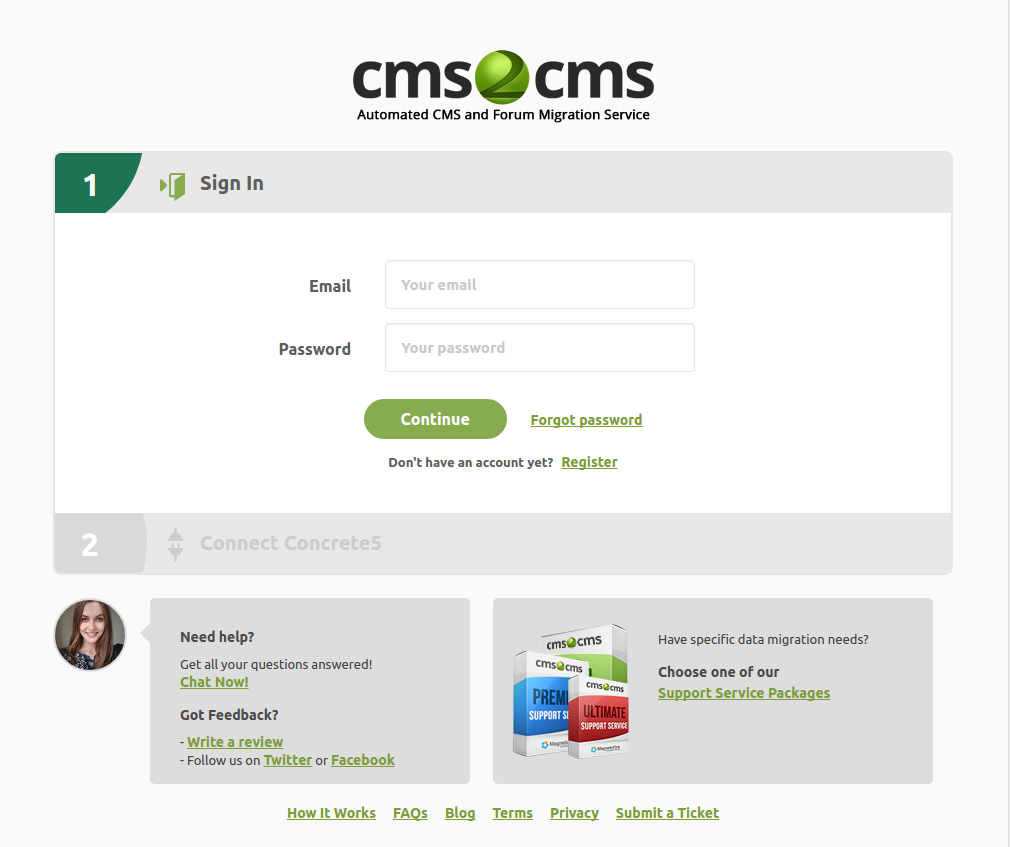 cms2cms
Automated CMS and Forum Migration Service
1 Sign In
Email Your email
Password Your password
Continue Forgot password
Don't have an account yet? Register
2 Connect Concrete5
Need help?
Get all your questions answered!
Chat Now!
Got Feedback?
- Write a review
- Follow us on Twitter or Facebook
cms2cms
cms2cms
PREMI
SUPPORT SE
cms2cms
ULTIMATE
SUPPORT SERVICE
MagneticOne
Have specific data migration needs?
Choose one of our
Support Service Packages
How It Works FAQs Blog Terms Privacy Submit a Ticket